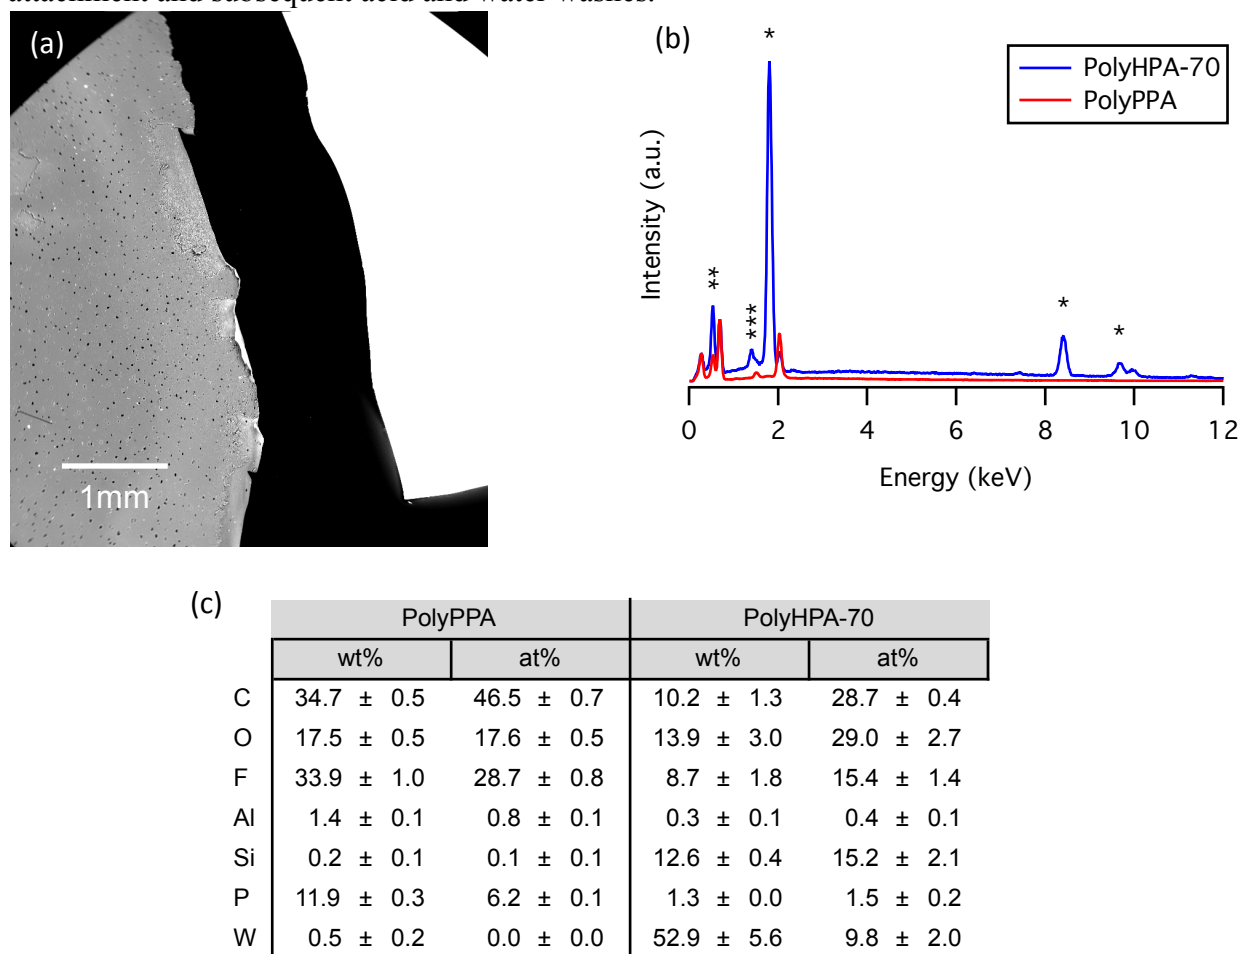 attachment and subsequent acid and water washes.
(a)
1mm
(b)
*
**
***
*
*
PolyHPA-70
PolyPPA
Intensity (a.u.)
0 2 4 6 8 10 12
Energy (keV)
(c)
PolyPPA PolyHPA-70
wt% at% wt% at%
C 34.7 ± 0.5 46.5 ± 0.7 10.2 ± 1.3 28.7 ± 0.4
O 17.5 ± 0.5 17.6 ± 0.5 13.9 ± 3.0 29.0 ± 2.7
F 33.9 ± 1.0 28.7 ± 0.8 8.7 ± 1.8 15.4 ± 1.4
Al 1.4 ± 0.1 0.8 ± 0.1 0.3 ± 0.1 0.4 ± 0.1
Si 0.2 ± 0.1 0.1 ± 0.1 12.6 ± 0.4 15.2 ± 2.1
P 11.9 ± 0.3 6.2 ± 0.1 1.3 ± 0.0 1.5 ± 0.2
W 0.5 ± 0.2 0.0 ± 0.0 52.9 ± 5.6 9.8 ± 2.0